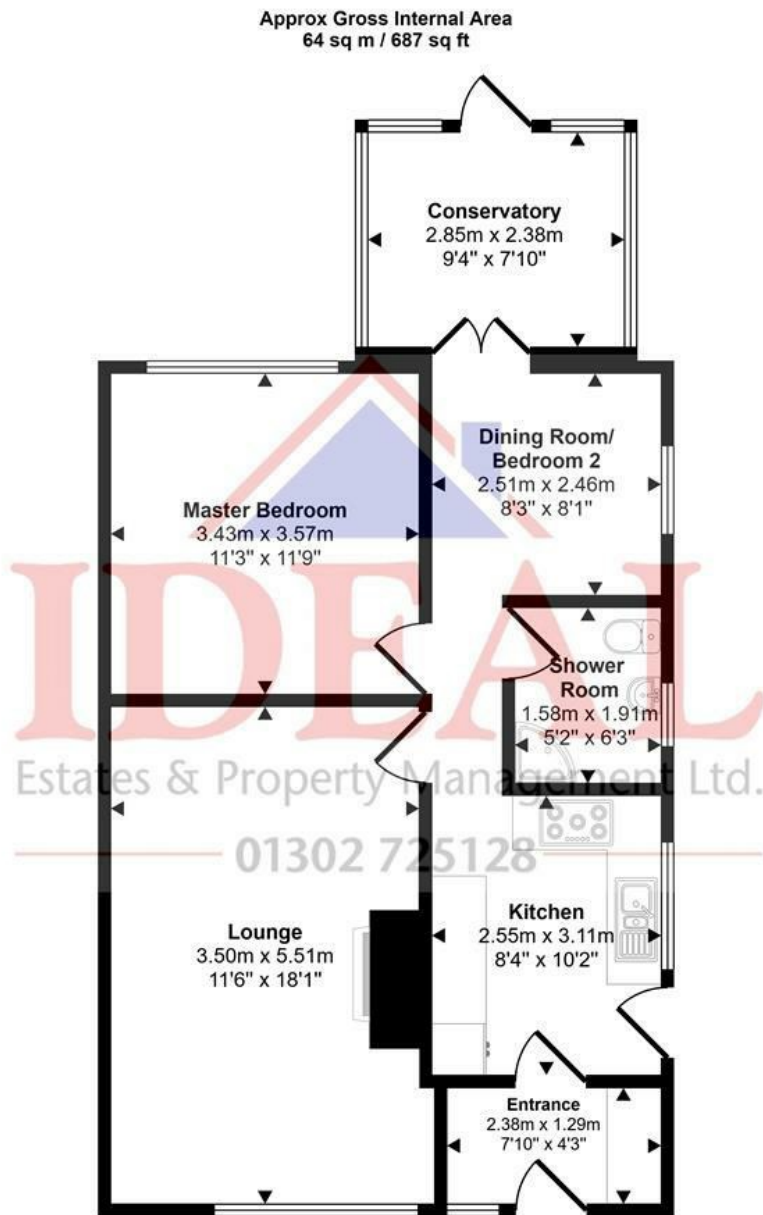 Approx Gross Internal Area
64 sq m / 687 sq ft
Conservatory
2.85m x 2.38m
9'4" x 7'10"
Dining Room/
Bedroom 2
2.51m x 2.46m
8'3" x 8'1"
Master Bedroom
3.43m x 3.57m
11'3" x 11'9"
IDEAL
Shower
Room
1.58m x 1.91m
5'2" x 6'3"
Estates & Property Management Ltd.
01302 725128
Kitchen
2.55m x 3.11m
8'4" x 10'2"
Lounge
3.50m x 5.51m
11'6" x 18'1"
Entrance
2.38m x 1.29m
7'10" x 4'3"